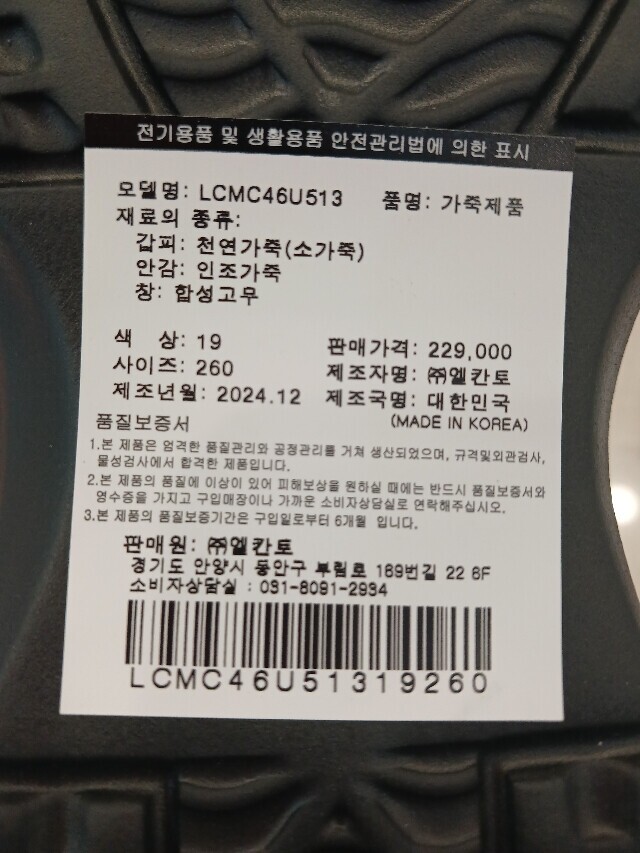 전기용품 및 생활용품 안전관리법에 의한 표시
모델명: LCMC46U513 품명: 가죽제품
재료의 종류:
갑피: 천연가죽(소가죽)
안감: 인조가죽
창: 합성고무
색 상: 19 판매가격: 229,000
사이즈: 260 제조자명: ㈜엘칸토
제조년월: 2024.12 제조국명: 대한민국
(MADE IN KOREA)
품질보증서
1.본 제품은 엄격한 품질관리와 공정관리를 거쳐 생산되었으며, 규격및외관검사,
물성검사에서 합격한 제품입니다.
2.본 제품의 품질에 이상이 있어 피해보상을 원하실 때에는 반드시 품질보증서와
영수증을 가지고 구입매장이나 가까운 소비자상담실로 연락해주십시오.
3.본 제품의 품질보증기간은 구입일로부터 6개월 입니다.
판매원: ㈜엘칸토
경기도 안양시 동안구 부림로 169번길 22 6F
소비자상담실 : 031-8091-2934
LCMC46U51319260